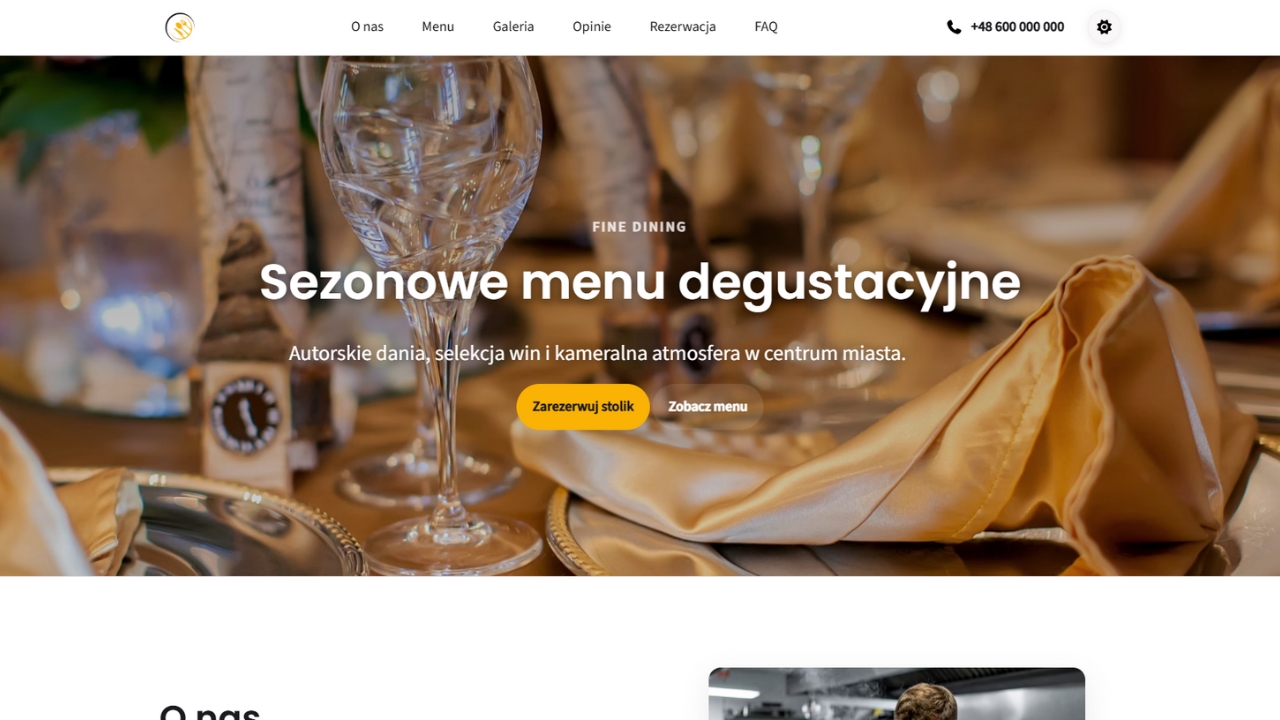 O nas
Menu
Galeria
Opinie
Rezerwacja
FAQ
+48 600 000 000
FINE DINING
Sezonowe menu degustacyjne
Autorskie dania, selekcja win i kameralna atmosfera w centrum miasta.
Zarezerwuj stolik
Zobacz menu
O nas